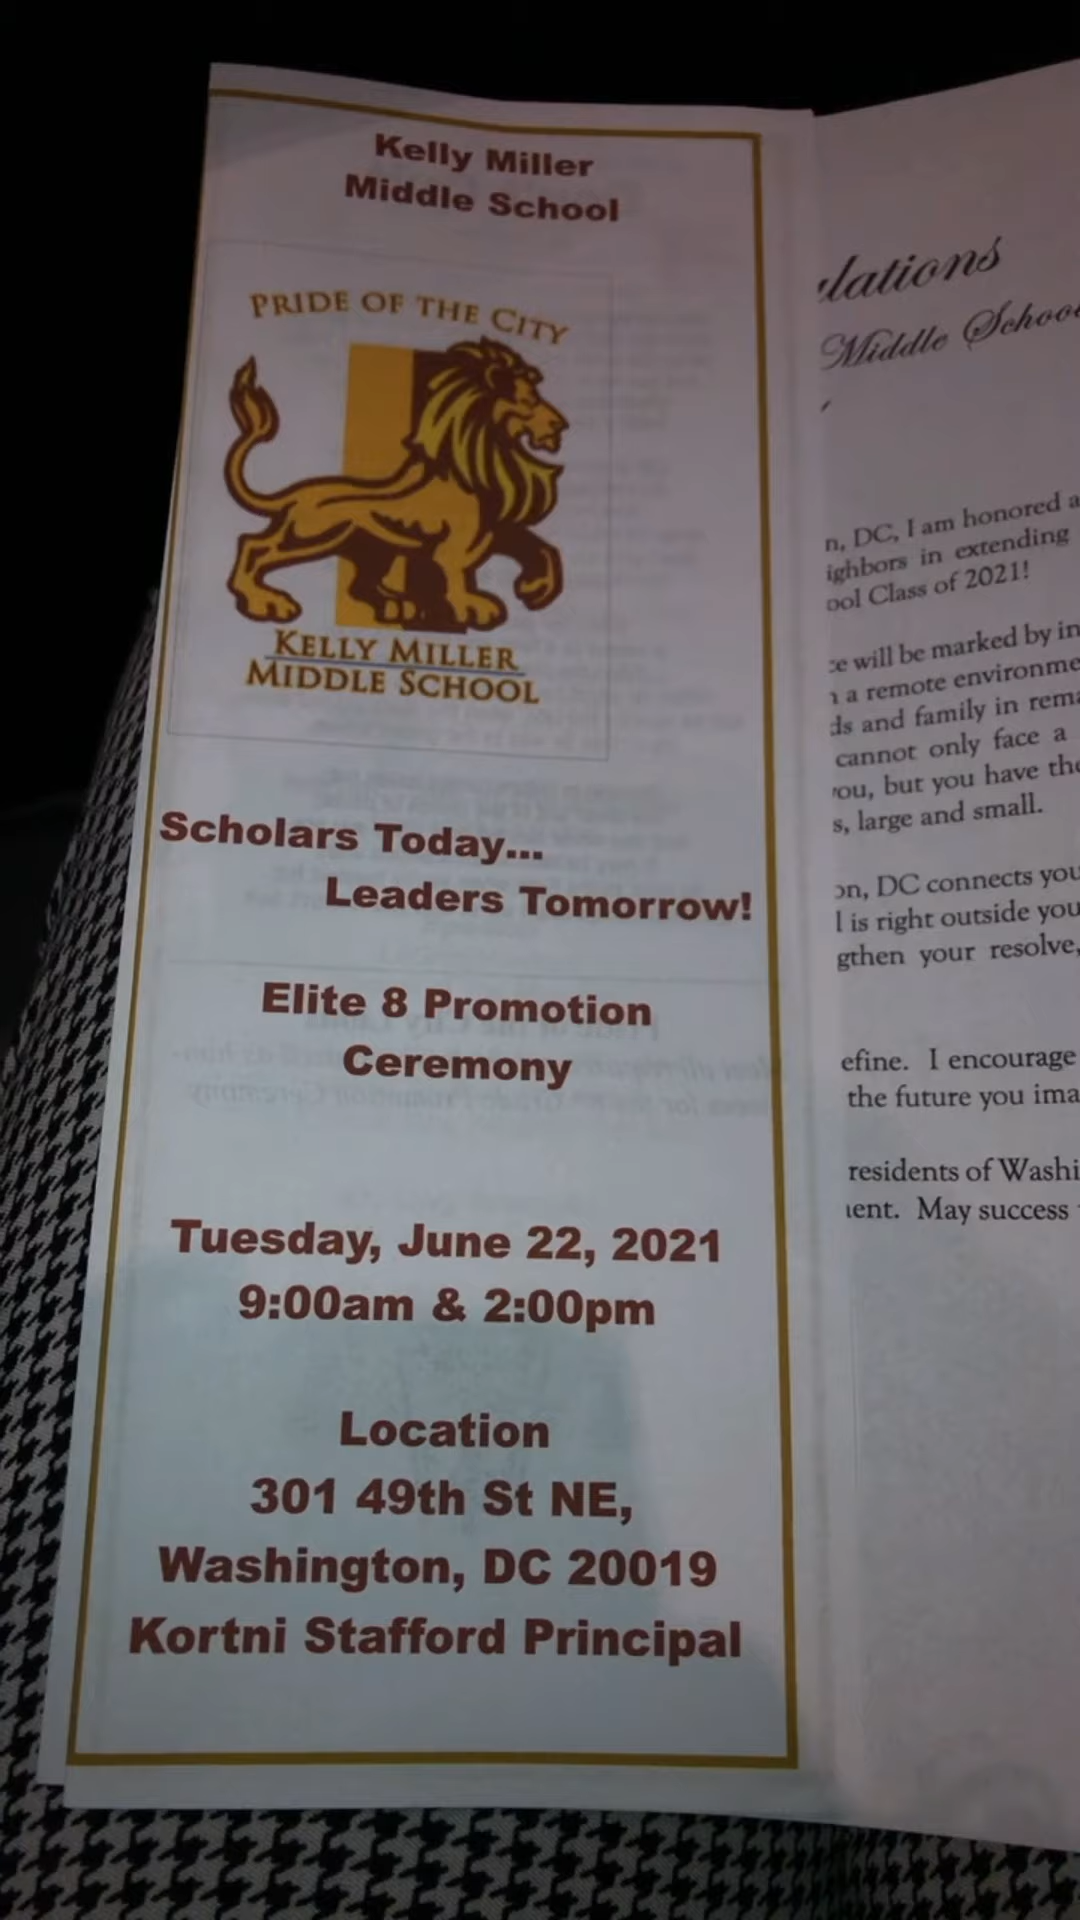 Kelly Miller
Middle School
PRIDE OF THE CITY
KELLY MILLER
MIDDLE SCHOOL
Scholars Today...
Leaders Tomorrow!
Elite 8 Promotion
Ceremony
Tuesday, June 22, 2021
9:00am & 2:00pm
Location
301 49th St NE,
Washington, DC 20019
Kortni Stafford Principal
lations
Middle School
n, DC, I am honored a
ighbors in extending
ool Class of 2021!
ce will be marked by in
a remote environme
ds and family in rema
cannot only face a
you, but you have the
s, large and small.
on, DC connects you
l is right outside you
gthen your resolve,
efine. I encourage
the future you ima
residents of Washi
ent. May success